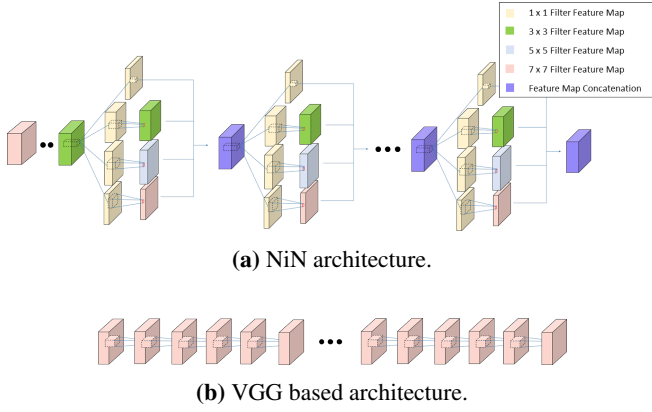 1 x 1 Filter Feature Map
3 x 3 Filter Feature Map
5 x 5 Filter Feature Map
7 x 7 Filter Feature Map
Feature Map Concatenation
(a) NiN architecture.
(b) VGG based architecture.